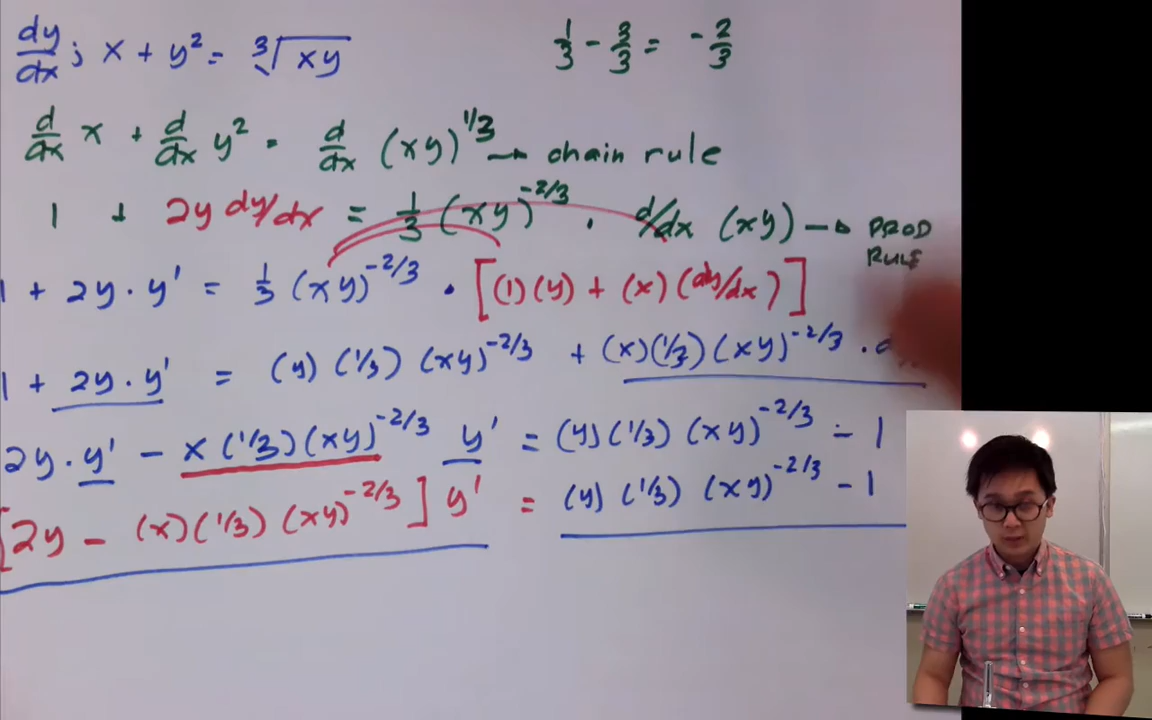 dy/dx ; x + y² = ∛(xy)
1/3 - 3/3 = -2/3
d/dx x + d/dx y² = d/dx (xy)^1/3 → chain rule
1 + 2y dy/dx = 1/3 (xy)^-2/3 · d/dx (xy) → PROD RULE
1 + 2y · y' = 1/3 (xy)^-2/3 · [(1)(y) + (x)(dy/dx)]
1 + 2y · y' = (y)(1/3)(xy)^-2/3 + (x)(1/3)(xy)^-2/3 ·
2y · y' - x(1/3)(xy)^-2/3 y' = (y)(1/3)(xy)^-2/3 - 1
[2y - (x)(1/3)(xy)^-2/3] y' = (y)(1/3)(xy)^-2/3 - 1